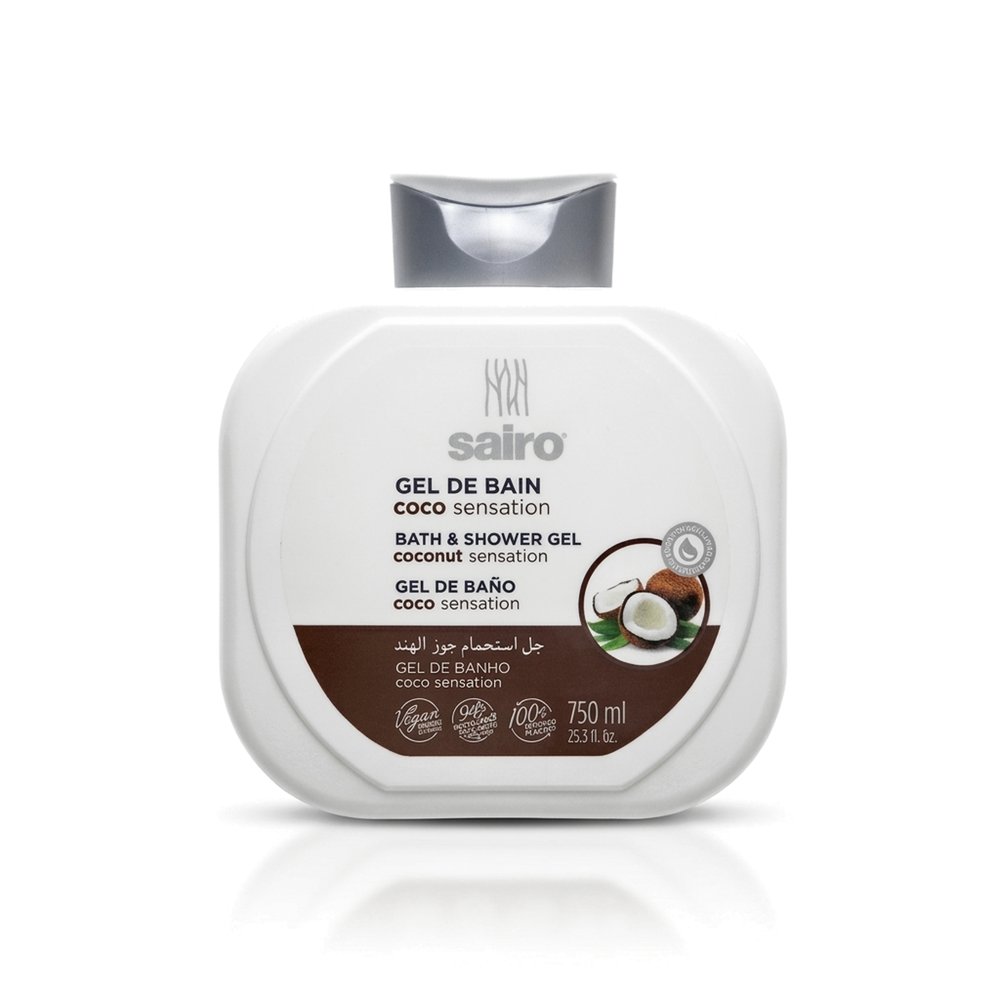 sairo
GEL DE BAIN
coco sensation
BATH & SHOWER GEL
coconut sensation
GEL DE BAÑO
coco sensation
جل استحمام جوز الهند
GEL DE BANHO
coco sensation
Vegan
100%
750 ml
25.3 fl. Oz.